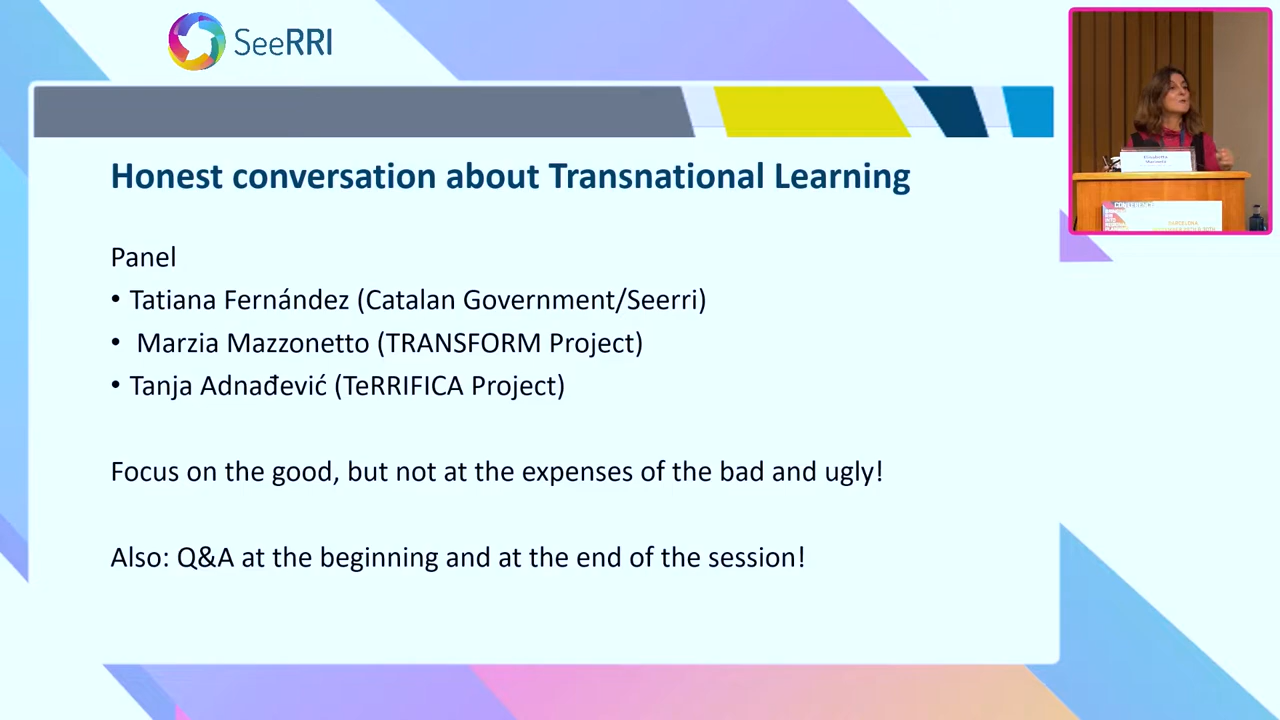 SeeRRI
Honest conversation about Transnational Learning
Panel
• Tatiana Fernández (Catalan Government/Seerri)
• Marzia Mazzonetto (TRANSFORM Project)
• Tanja Adnađević (TeRRIFICA Project)
Focus on the good, but not at the expenses of the bad and ugly!
Also: Q&A at the beginning and at the end of the session!
Elisabetta
BARCELONA